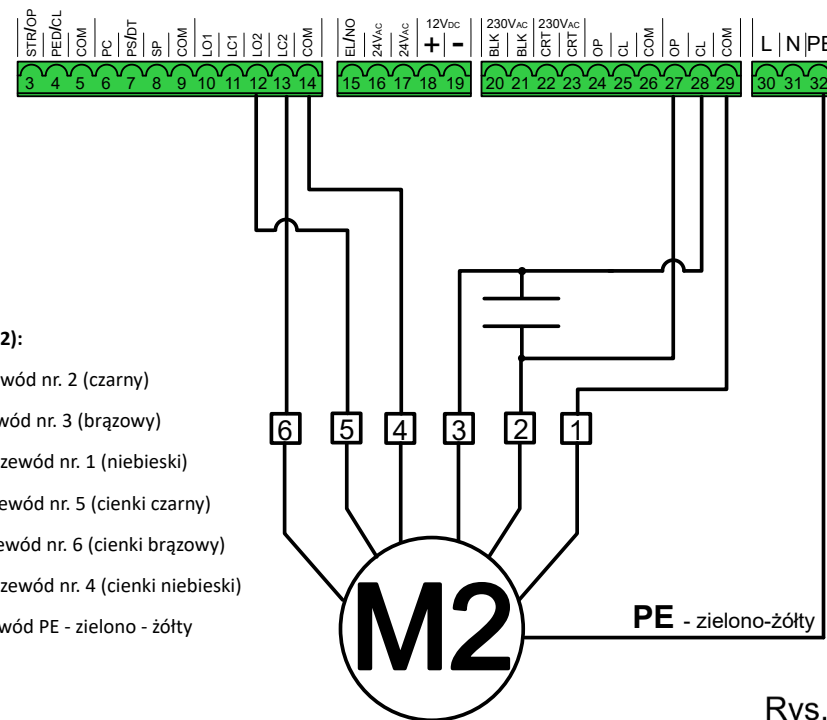 STR/OP PED/CL COM PC PS/DT SP COM LO1 LC1 LO2 LC2 COM
EL/NO 24VAC 24VAC 12VDC + -
230VAC 230VAC
BLK BLK CRT CRT OP CL COM OP CL COM
L N PE
3 4 5 6 7 8 9 10 11 12 13 14
15 16 17 18 19
20 21 22 23 24 25 26 27 28 29
30 31 32
2):
wód nr. 2 (czarny)
wód nr. 3 (brązowy)
zewód nr. 1 (niebieski)
ewód nr. 5 (cienki czarny)
ewód nr. 6 (cienki brązowy)
zewód nr. 4 (cienki niebieski)
wód PE - zielono - żółty
6 5 4 3 2 1
M2
PE - zielono-żółty
Rys.